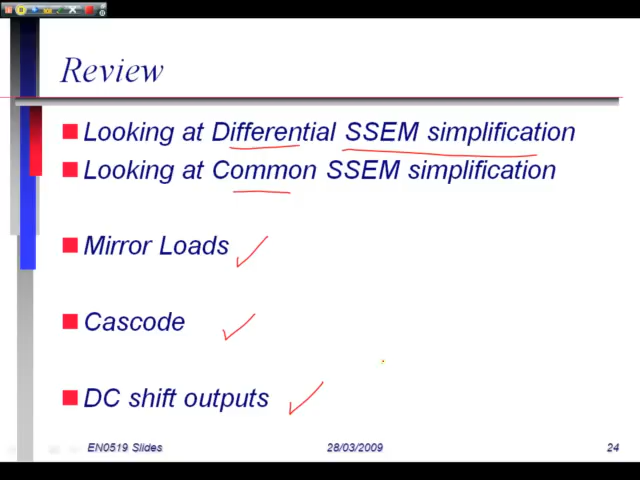 Review
Looking at Differential SSEM simplification
Looking at Common SSEM simplification
Mirror Loads
Cascode
DC shift outputs
EN0519 Slides 28/03/2009 24